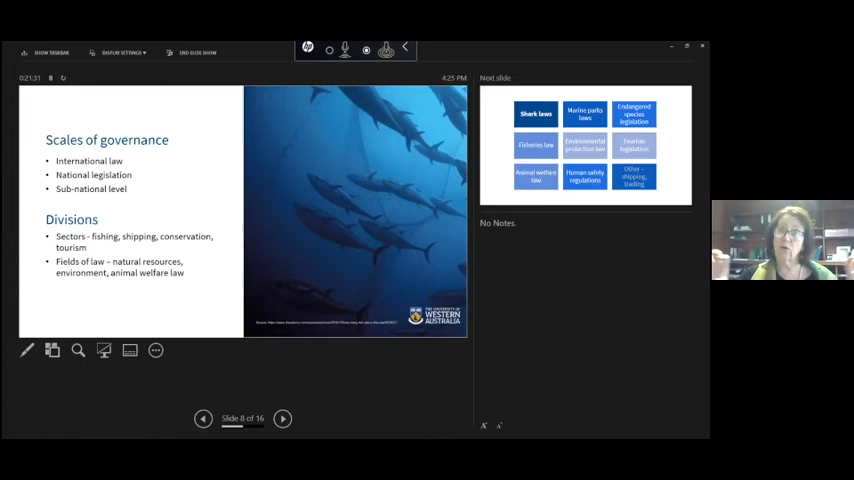 SHOW TASKBAR
DISPLAY SETTINGS
END SLIDE SHOW
hp
0:21:31
4:25 PM
Next slide
Scales of governance
• International law
• National legislation
• Sub-national level
Divisions
• Sectors - fishing, shipping, conservation,
tourism
• Fields of law – natural resources,
environment, animal welfare law
THE UNIVERSITY OF
WESTERN
AUSTRALIA
Shark laws
Marine parks
laws
Endangered
species
legislation
Fisheries law
Environmental
protection law
Tourism
legislation
Animal welfare
law
Human safety
regulations
Other -
shipping,
trading
No Notes.
Slide 8 of 16
A
A